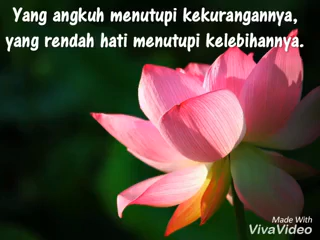 Yang angkuh menutupi kekurangannya,
yang rendah hati menutupi kelebihannya.
Made With
VivaVideo